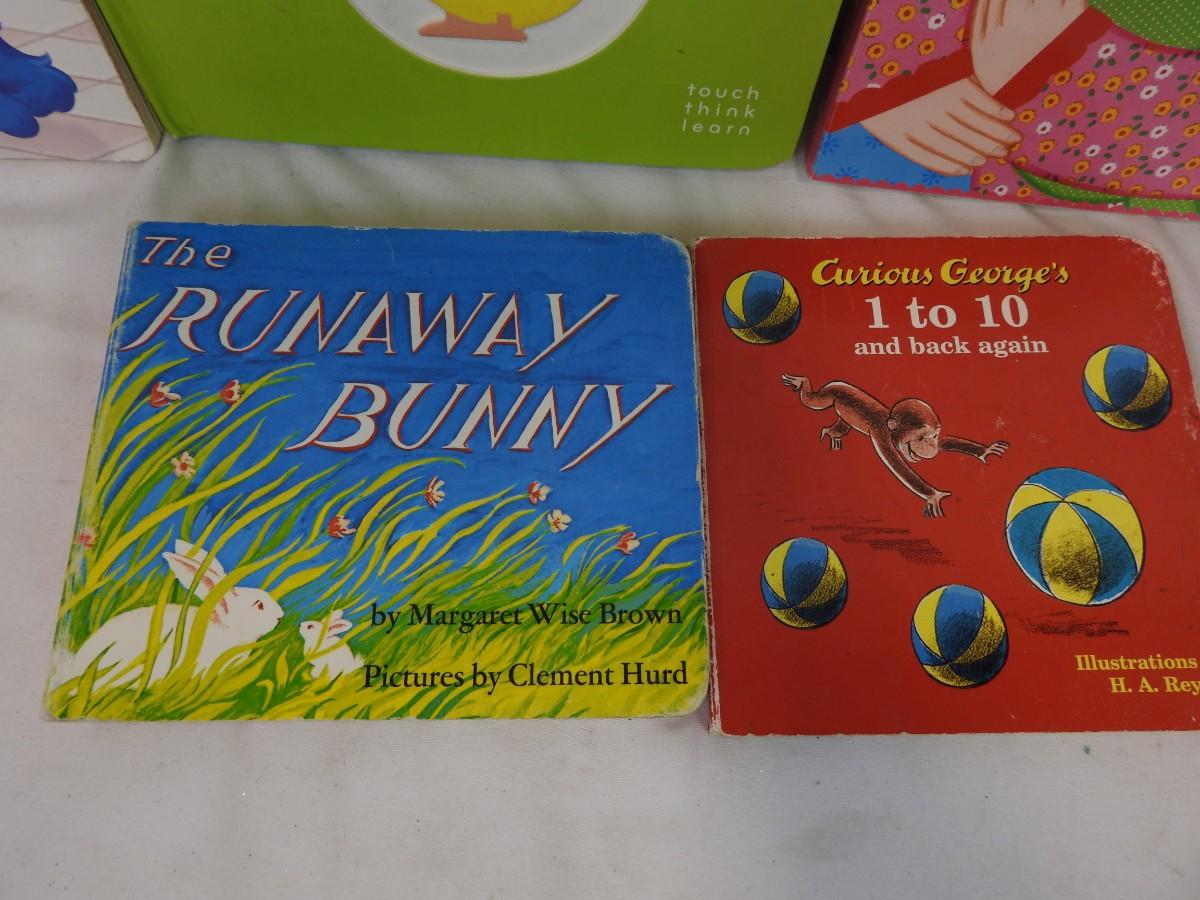 touch
think
learn
The
RUNAWAY
BUNNY
by Margaret Wise Brown
Pictures by Clement Hurd
Curious George's
1 to 10
and back again
Illustrations
H. A. Rey